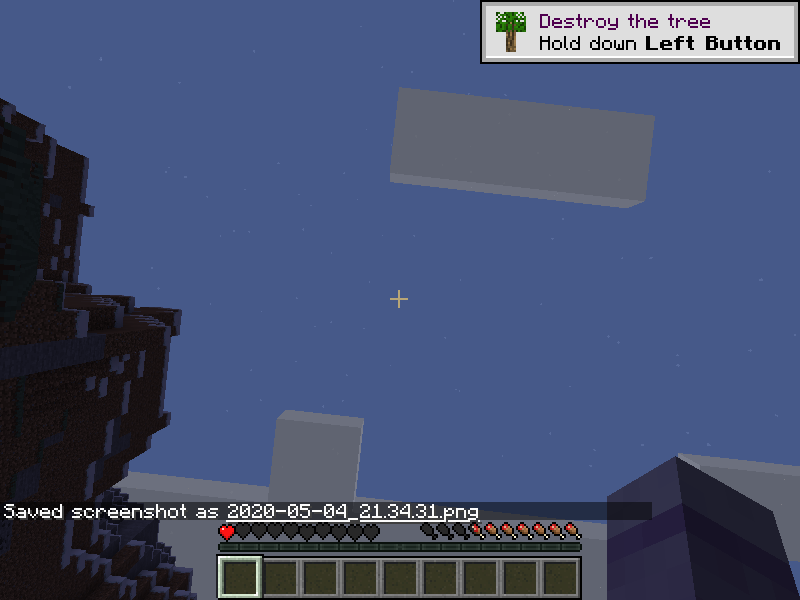 Destroy the tree
Hold down Left Button
Saved screenshot as 2020-05-04_21.34.31.png